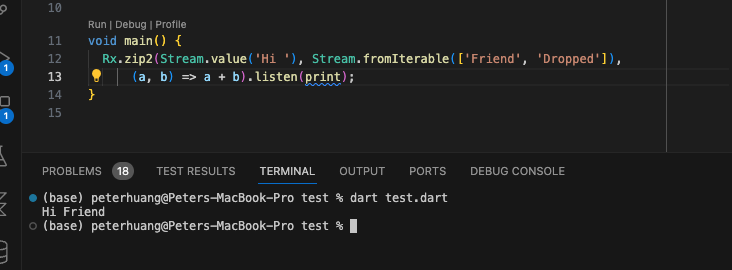 10
Run | Debug | Profile
11 void main() {
12 Rx.zip2(Stream.value('Hi '), Stream.fromIterable(['Friend', 'Dropped']),
13 (a, b) => a + b).listen(print);
14 }
15
1
1
PROBLEMS 18 TEST RESULTS TERMINAL OUTPUT PORTS DEBUG CONSOLE
(base) peterhuang@Peters-MacBook-Pro test % dart test.dart
Hi Friend
(base) peterhuang@Peters-MacBook-Pro test %